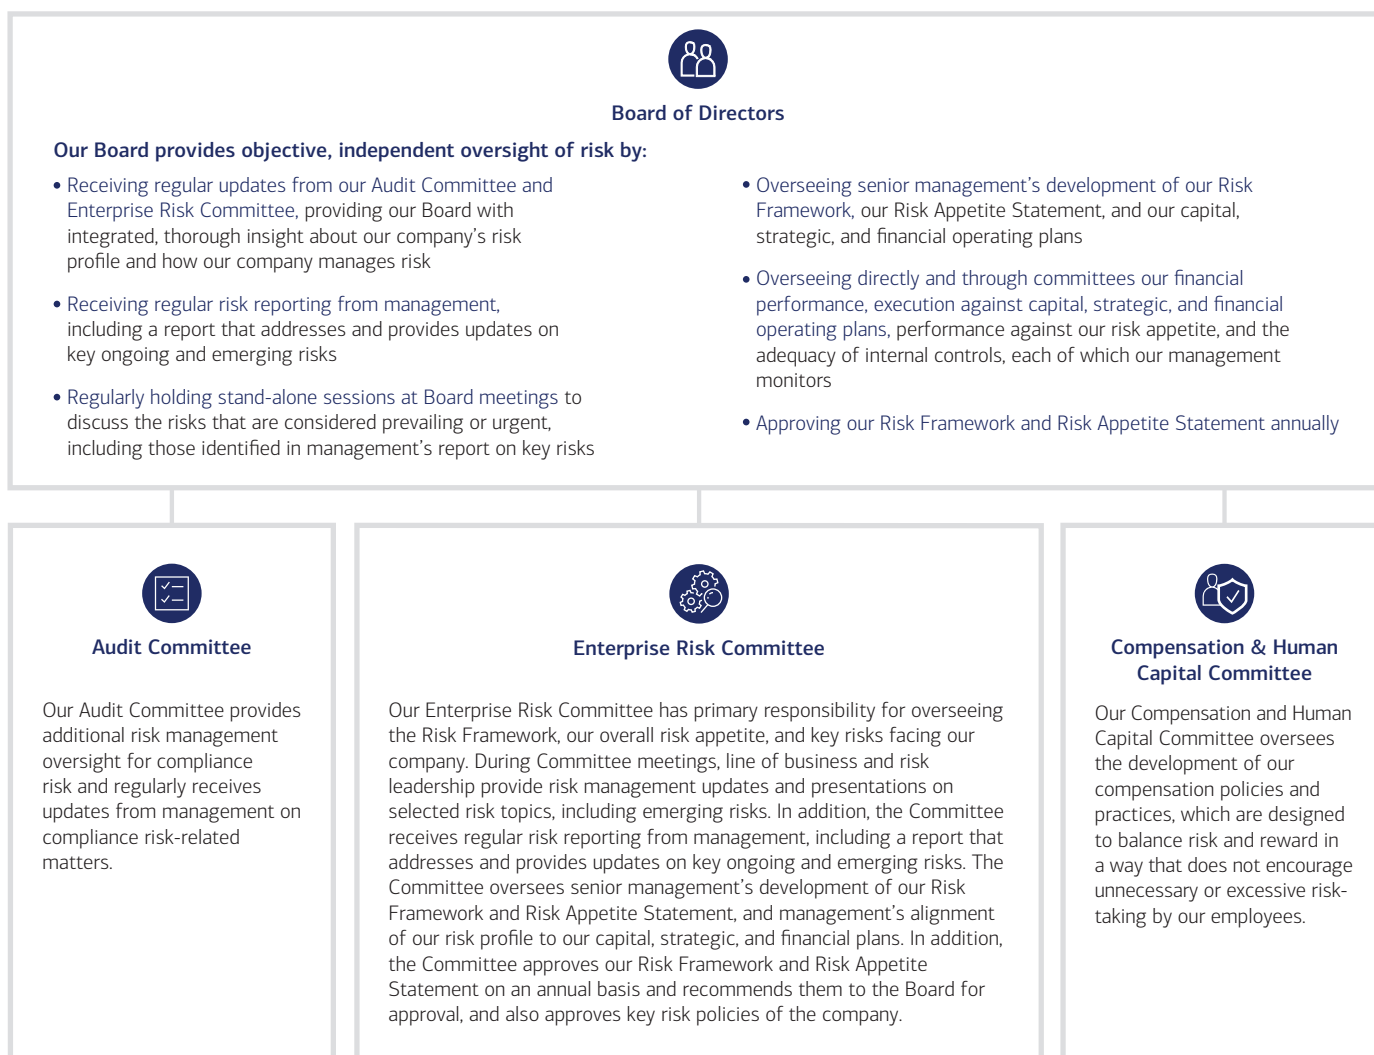 Board of Directors
Our Board provides objective, independent oversight of risk by:
• Receiving regular updates from our Audit Committee and
Enterprise Risk Committee, providing our Board with
integrated, thorough insight about our company’s risk
profile and how our company manages risk
• Receiving regular risk reporting from management,
including a report that addresses and provides updates on
key ongoing and emerging risks
• Regularly holding stand-alone sessions at Board meetings to
discuss the risks that are considered prevailing or urgent,
including those identified in management’s report on key risks
• Overseeing senior management’s development of our Risk
Framework, our Risk Appetite Statement, and our capital,
strategic, and financial operating plans
• Overseeing directly and through committees our financial
performance, execution against capital, strategic, and financial
operating plans, performance against our risk appetite, and the
adequacy of internal controls, each of which our management
monitors
• Approving our Risk Framework and Risk Appetite Statement annually
Audit Committee
Our Audit Committee provides
additional risk management
oversight for compliance
risk and regularly receives
updates from management on
compliance risk-related
matters.
Enterprise Risk Committee
Our Enterprise Risk Committee has primary responsibility for overseeing
the Risk Framework, our overall risk appetite, and key risks facing our
company. During Committee meetings, line of business and risk
leadership provide risk management updates and presentations on
selected risk topics, including emerging risks. In addition, the Committee
receives regular risk reporting from management, including a report that
addresses and provides updates on key ongoing and emerging risks. The
Committee oversees senior management’s development of our Risk
Framework and Risk Appetite Statement, and management’s alignment
of our risk profile to our capital, strategic, and financial plans. In addition,
the Committee approves our Risk Framework and Risk Appetite
Statement on an annual basis and recommends them to the Board for
approval, and also approves key risk policies of the company.
Compensation & Human
Capital Committee
Our Compensation and Human
Capital Committee oversees
the development of our
compensation policies and
practices, which are designed
to balance risk and reward in
a way that does not encourage
unnecessary or excessive risk-
taking by our employees.